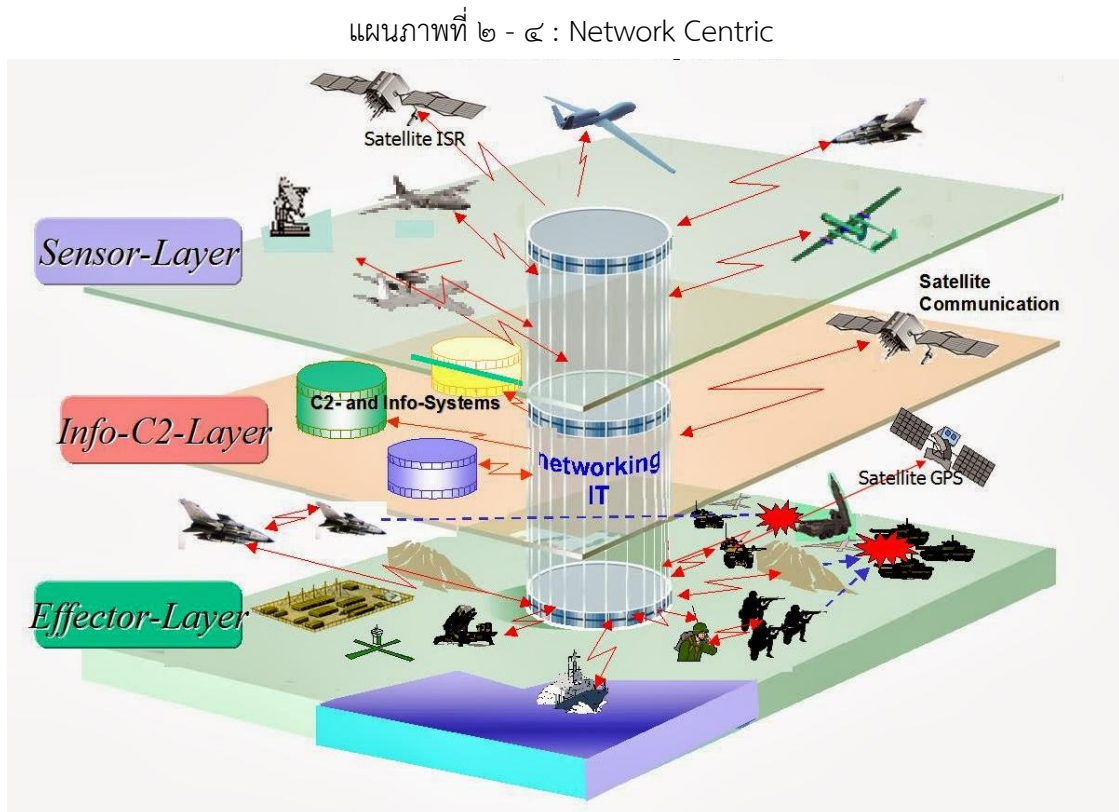 แผนภาพที่ ๒ - ๔ : Network Centric
Satellite ISR
Sensor-Layer
Satellite
Communication
C2- and Info-Systems
Info-C2-Layer
networking
IT
Satellite GPS
Effector-Layer